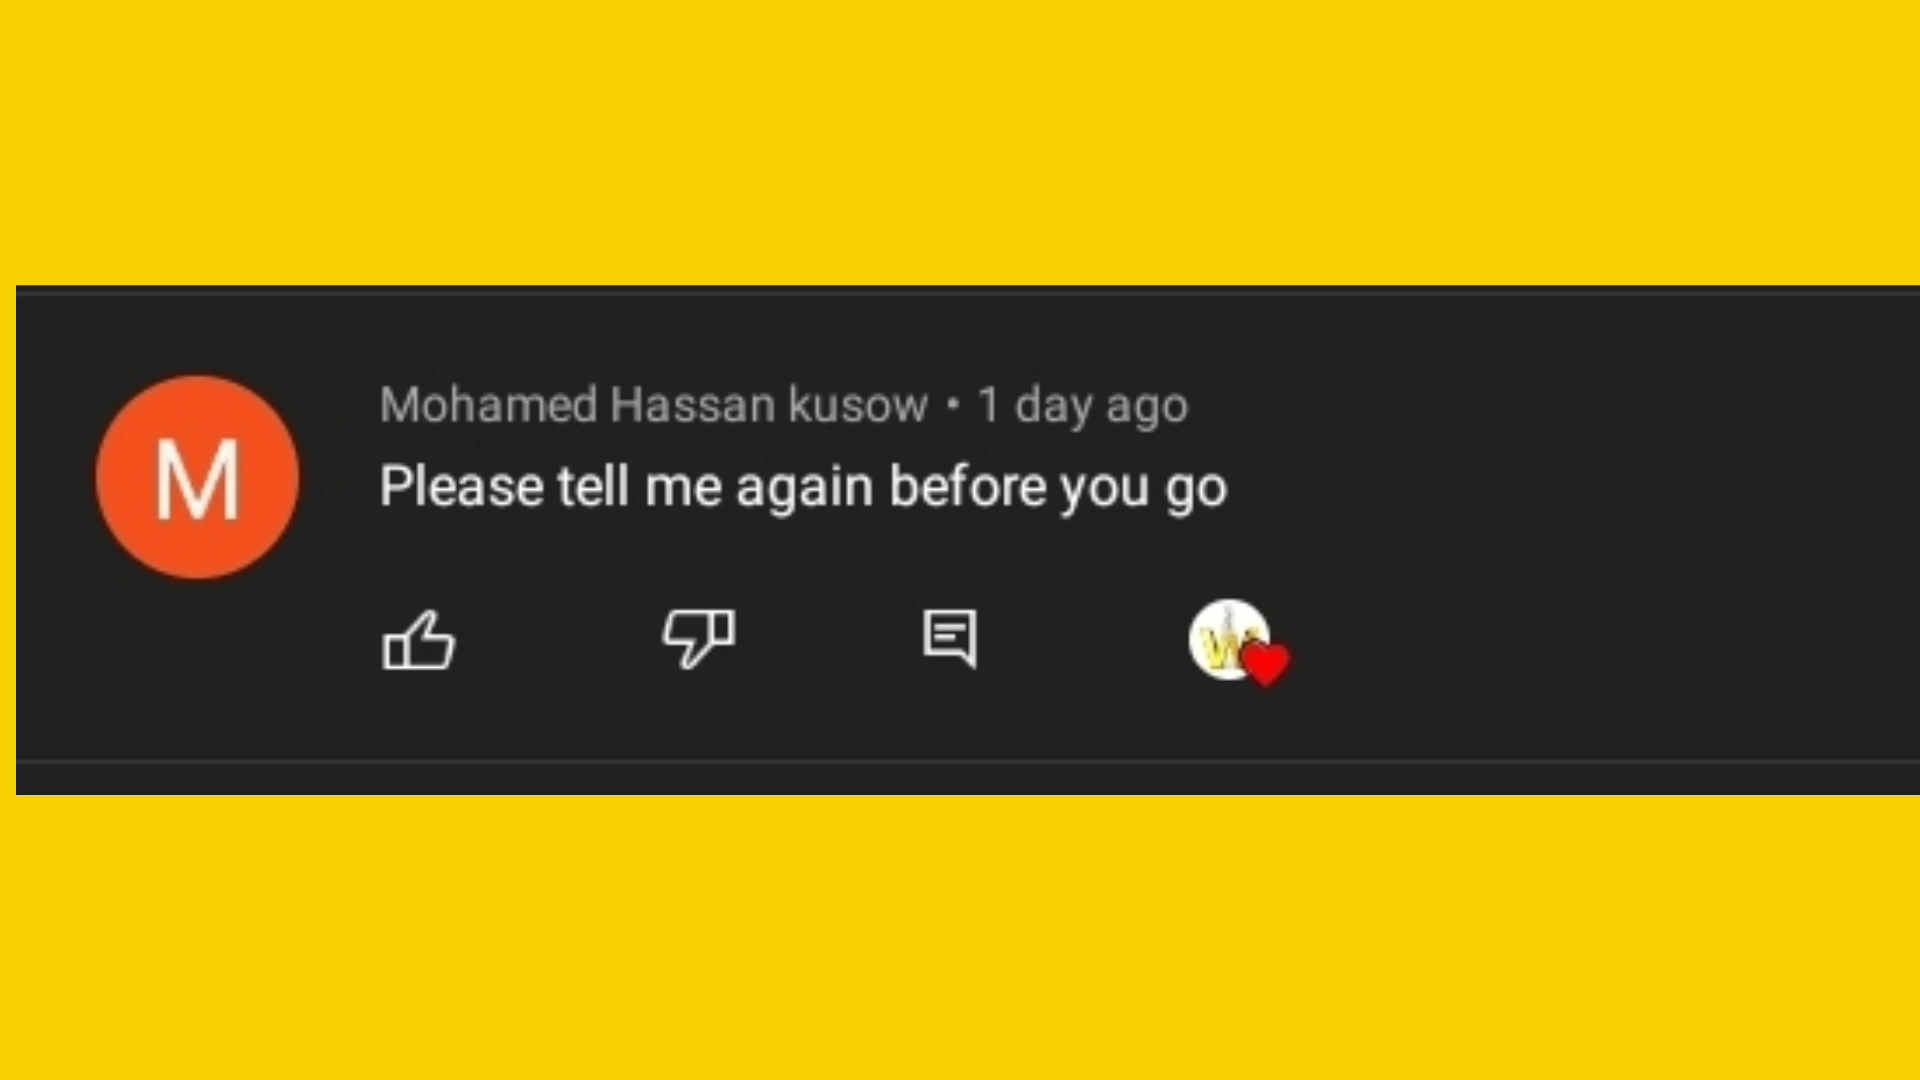 M
Mohamed Hassan kusow • 1 day ago
Please tell me again before you go
W